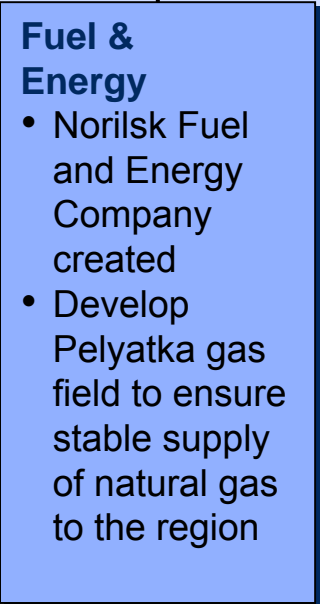 Fuel &
Energy
• Norilsk Fuel
and Energy
Company
created
• Develop
Pelyatka gas
field to ensure
stable supply
of natural gas
to the region